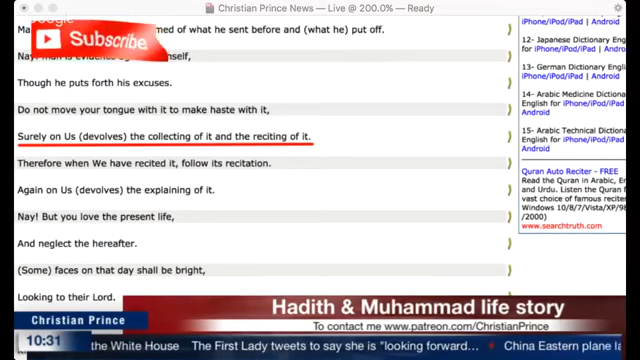 Christian Prince News — Live @ 200.0% — Ready
Google
Subscribe
med of what he sent before and (what he) put off.
Nay! man is evidence against himself,
Though he puts forth his excuses.
Do not move your tongue with it to make haste with it,
Surely on Us (devolves) the collecting of it and the reciting of it.
Therefore when We have recited it, follow its recitation.
Again on Us (devolves) the explaining of it.
Nay! But you love the present life,
And neglect the hereafter.
(Some) faces on that day shall be bright,
Looking to their Lord.
iPhone/iPod/iPad | Android
12- Japanese Dictionary Eng
for iPhone/iPod/iPad | Andro
13- German Dictionary Englis
iPhone/iPod/iPad | Android
14- Arabic Medicine Dictionar
English for iPhone/iPod/iPad
Android
15- Arabic Technical Dictionar
English for iPhone/iPod/iPad
Android
Quran Auto Reciter - FREE
Read the Quran in Arabic, En
and Urdu. Listen the Quran f
vast choice of famous reciter
Windows 10/8/7/Vista/XP/98
/2000)
www.searchtruth.com
Hadith & Muhammad life story
Christian Prince
To contact me www.patreon.com/ChristianPrince
10:31
the White House The First Lady tweets to say she is "looking forward..." China Eastern plane la